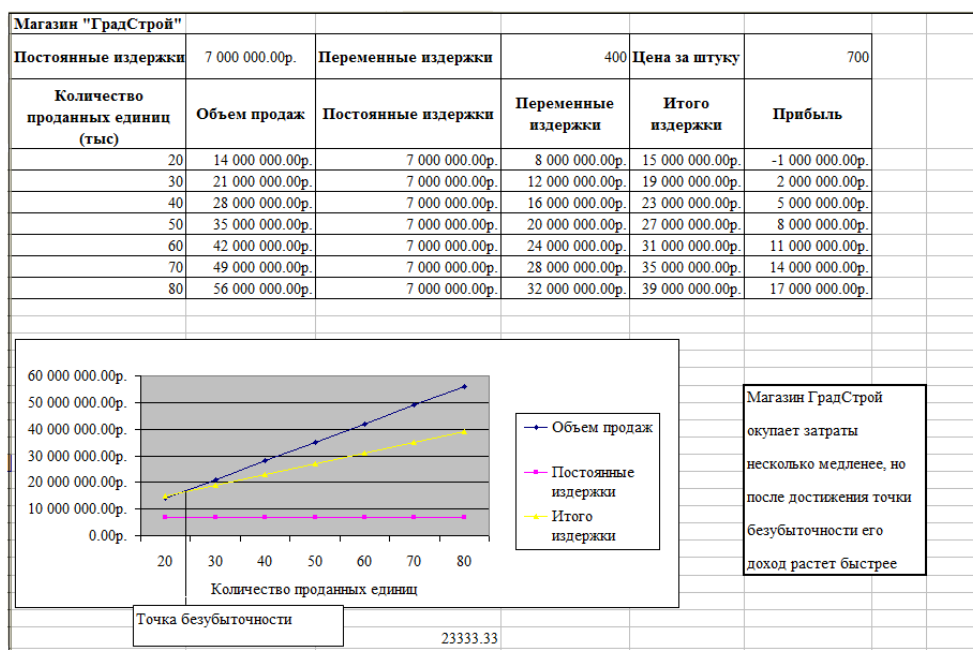 Магазин "ГрадСтрой"
Постоянные издержки 7 000 000.00р. Переменные издержки 400 Цена за штуку 700
Количество проданных единиц (тыс) Объем продаж Постоянные издержки Переменные издержки Итого издержки Прибыль
20 14 000 000.00р. 7 000 000.00р. 8 000 000.00р. 15 000 000.00р. -1 000 000.00р.
30 21 000 000.00р. 7 000 000.00р. 12 000 000.00р. 19 000 000.00р. 2 000 000.00р.
40 28 000 000.00р. 7 000 000.00р. 16 000 000.00р. 23 000 000.00р. 5 000 000.00р.
50 35 000 000.00р. 7 000 000.00р. 20 000 000.00р. 27 000 000.00р. 8 000 000.00р.
60 42 000 000.00р. 7 000 000.00р. 24 000 000.00р. 31 000 000.00р. 11 000 000.00р.
70 49 000 000.00р. 7 000 000.00р. 28 000 000.00р. 35 000 000.00р. 14 000 000.00р.
80 56 000 000.00р. 7 000 000.00р. 32 000 000.00р. 39 000 000.00р. 17 000 000.00р.
60 000 000.00р.
50 000 000.00р.
40 000 000.00р.
30 000 000.00р.
20 000 000.00р.
10 000 000.00р.
0.00р.
20 30 40 50 60 70 80
Количество проданных единиц
Объем продаж
Постоянные
издержки
Итого
издержки
Магазин ГрадСтрой
окупает затраты
несколько медленее, но
после достижения точки
безубыточности его
доход растет быстрее
Точка безубыточности
23333.33